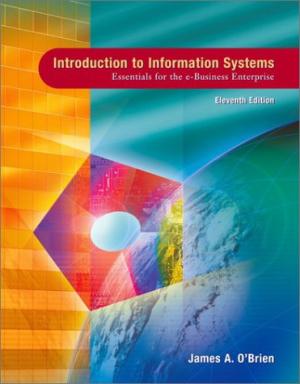 Introduction to Information Systems
Essentials for the e-Business Enterprise
Eleventh Edition
James A. O'Brien